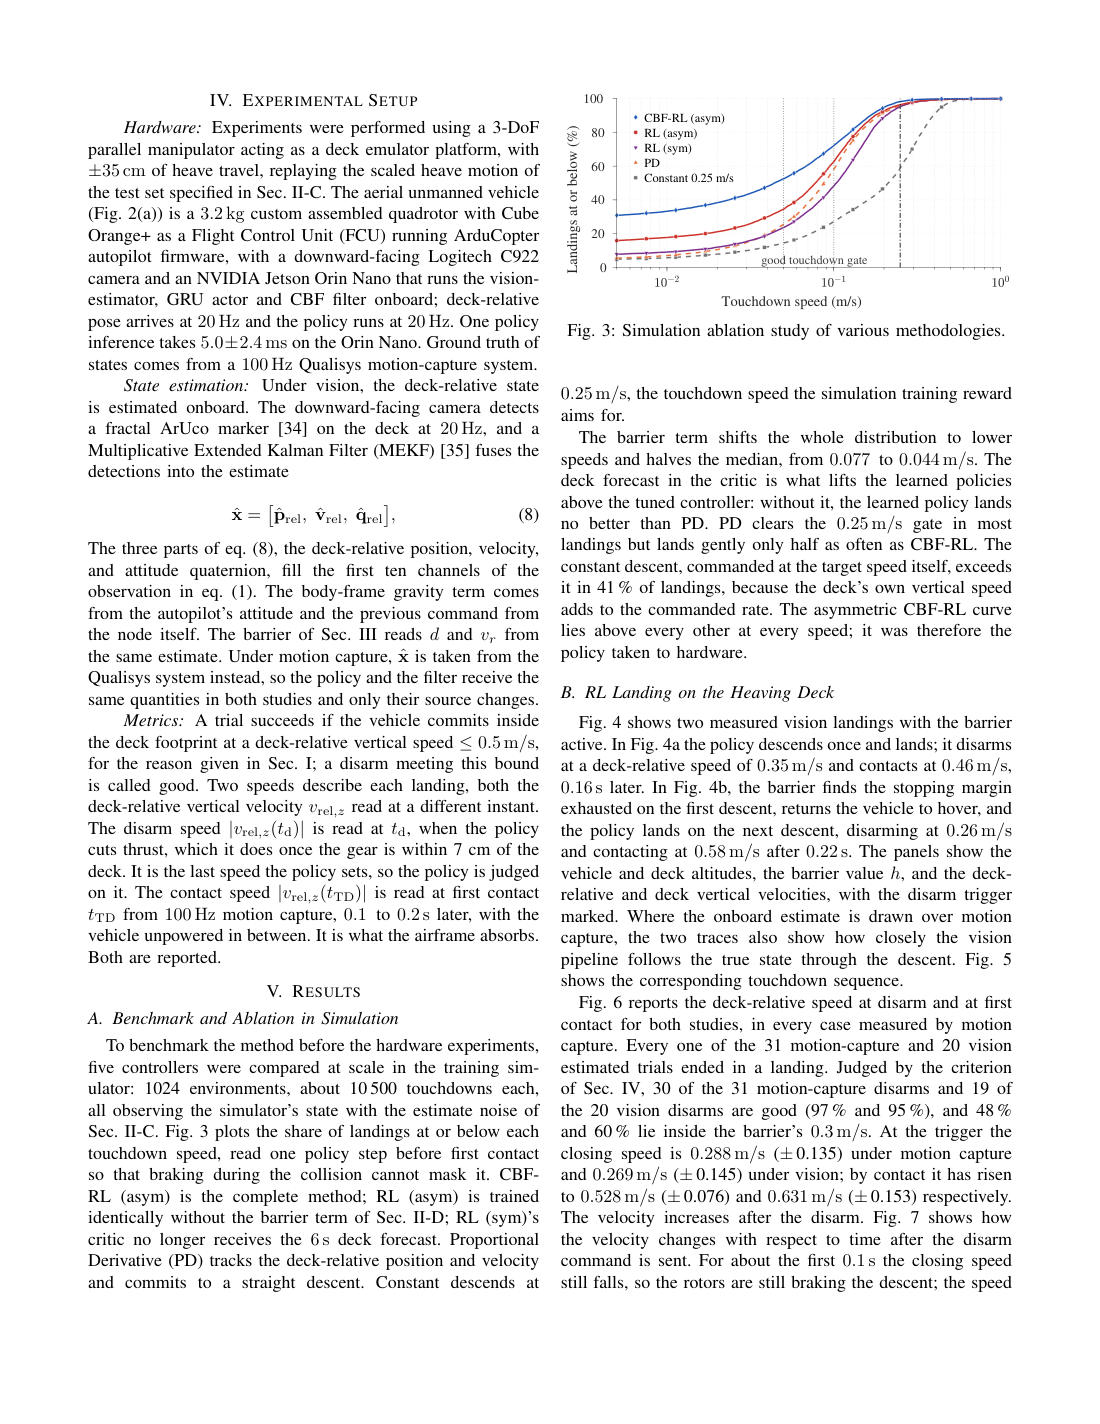 IV. EXPERIMENTAL SETUP
Hardware: Experiments were performed using a 3-DoF
parallel manipulator acting as a deck emulator platform, with
±35 cm of heave travel, replaying the scaled heave motion of
the test set specified in Sec. II-C. The aerial unmanned vehicle
(Fig. 2(a)) is a 3.2 kg custom assembled quadrotor with Cube
Orange+ as a Flight Control Unit (FCU) running ArduCopter
autopilot firmware, with a downward-facing Logitech C922
camera and an NVIDIA Jetson Orin Nano that runs the vision-
estimator, GRU actor and CBF filter onboard; deck-relative
pose arrives at 20 Hz and the policy runs at 20 Hz. One policy
inference takes 5.0±2.4 ms on the Orin Nano. Ground truth of
states comes from a 100 Hz Qualisys motion-capture system.
State estimation: Under vision, the deck-relative state
is estimated onboard. The downward-facing camera detects
a fractal ArUco marker [34] on the deck at 20 Hz, and a
Multiplicative Extended Kalman Filter (MEKF) [35] fuses the
detections into the estimate
x̂ = [p̂rel, v̂rel, q̂rel], (8)
The three parts of eq. (8), the deck-relative position, velocity,
and attitude quaternion, fill the first ten channels of the
observation in eq. (1). The body-frame gravity term comes
from the autopilot's attitude and the previous command from
the node itself. The barrier of Sec. III reads d and vr from
the same estimate. Under motion capture, x̂ is taken from the
Qualisys system instead, so the policy and the filter receive the
same quantities in both studies and only their source changes.
Metrics: A trial succeeds if the vehicle commits inside
the deck footprint at a deck-relative vertical speed ≤ 0.5 m/s,
for the reason given in Sec. I; a disarm meeting this bound
is called good. Two speeds describe each landing, both the
deck-relative vertical velocity vrel,z read at a different instant.
The disarm speed |vrel,z(td)| is read at td, when the policy
cuts thrust, which it does once the gear is within 7 cm of the
deck. It is the last speed the policy sets, so the policy is judged
on it. The contact speed |vrel,z(tTD)| is read at first contact
tTD from 100 Hz motion capture, 0.1 to 0.2 s later, with the
vehicle unpowered in between. It is what the airframe absorbs.
Both are reported.
V. RESULTS
A. Benchmark and Ablation in Simulation
To benchmark the method before the hardware experiments,
five controllers were compared at scale in the training sim-
ulator: 1024 environments, about 10 500 touchdowns each,
all observing the simulator's state with the estimate noise of
Sec. II-C. Fig. 3 plots the share of landings at or below each
touchdown speed, read one policy step before first contact
so that braking during the collision cannot mask it. CBF-
RL (asym) is the complete method; RL (asym) is trained
identically without the barrier term of Sec. II-D; RL (sym)'s
critic no longer receives the 6 s deck forecast. Proportional
Derivative (PD) tracks the deck-relative position and velocity
and commits to a straight descent. Constant descends at
Landings at or below (%)
100
80
60
40
20
0
CBF-RL (asym)
RL (asym)
RL (sym)
PD
Constant 0.25 m/s
good touchdown gate
10⁻² 10⁻¹ 10⁰
Touchdown speed (m/s)
Fig. 3: Simulation ablation study of various methodologies.
0.25 m/s, the touchdown speed the simulation training reward
aims for.
The barrier term shifts the whole distribution to lower
speeds and halves the median, from 0.077 to 0.044 m/s. The
deck forecast in the critic is what lifts the learned policies
above the tuned controller: without it, the learned policy lands
no better than PD. PD clears the 0.25 m/s gate in most
landings but lands gently only half as often as CBF-RL. The
constant descent, commanded at the target speed itself, exceeds
it in 41 % of landings, because the deck's own vertical speed
adds to the commanded rate. The asymmetric CBF-RL curve
lies above every other at every speed; it was therefore the
policy taken to hardware.
B. RL Landing on the Heaving Deck
Fig. 4 shows two measured vision landings with the barrier
active. In Fig. 4a the policy descends once and lands; it disarms
at a deck-relative speed of 0.35 m/s and contacts at 0.46 m/s,
0.16 s later. In Fig. 4b, the barrier finds the stopping margin
exhausted on the first descent, returns the vehicle to hover, and
the policy lands on the next descent, disarming at 0.26 m/s
and contacting at 0.58 m/s after 0.22 s. The panels show the
vehicle and deck altitudes, the barrier value h, and the deck-
relative and deck vertical velocities, with the disarm trigger
marked. Where the onboard estimate is drawn over motion
capture, the two traces also show how closely the vision
pipeline follows the true state through the descent. Fig. 5
shows the corresponding touchdown sequence.
Fig. 6 reports the deck-relative speed at disarm and at first
contact for both studies, in every case measured by motion
capture. Every one of the 31 motion-capture and 20 vision
estimated trials ended in a landing. Judged by the criterion
of Sec. IV, 30 of the 31 motion-capture disarms and 19 of
the 20 vision disarms are good (97 % and 95 %), and 48 %
and 60 % lie inside the barrier's 0.3 m/s. At the trigger the
closing speed is 0.288 m/s (± 0.135) under motion capture
and 0.269 m/s (± 0.145) under vision; by contact it has risen
to 0.528 m/s (± 0.076) and 0.631 m/s (± 0.153) respectively.
The velocity increases after the disarm. Fig. 7 shows how
the velocity changes with respect to time after the disarm
command is sent. For about the first 0.1 s the closing speed
still falls, so the rotors are still braking the descent; the speed